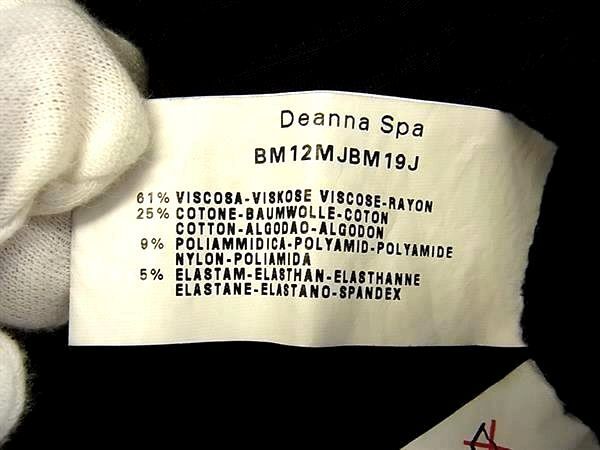 Deanna Spa
BM12MJBM19J
61% VISCOSA-VISKOSE VISCOSE-RAYON
25% COTONE-BAUMWOLLE-COTON
COTTON-ALGODAO-ALGODON
9% POLIAMMIDICA-POLYAMID-POLYAMIDE
NYLON-POLIAMIDA
5% ELASTAM-ELASTHAN-ELASTHANNE
ELASTANE-ELASTANO-SPANDEX